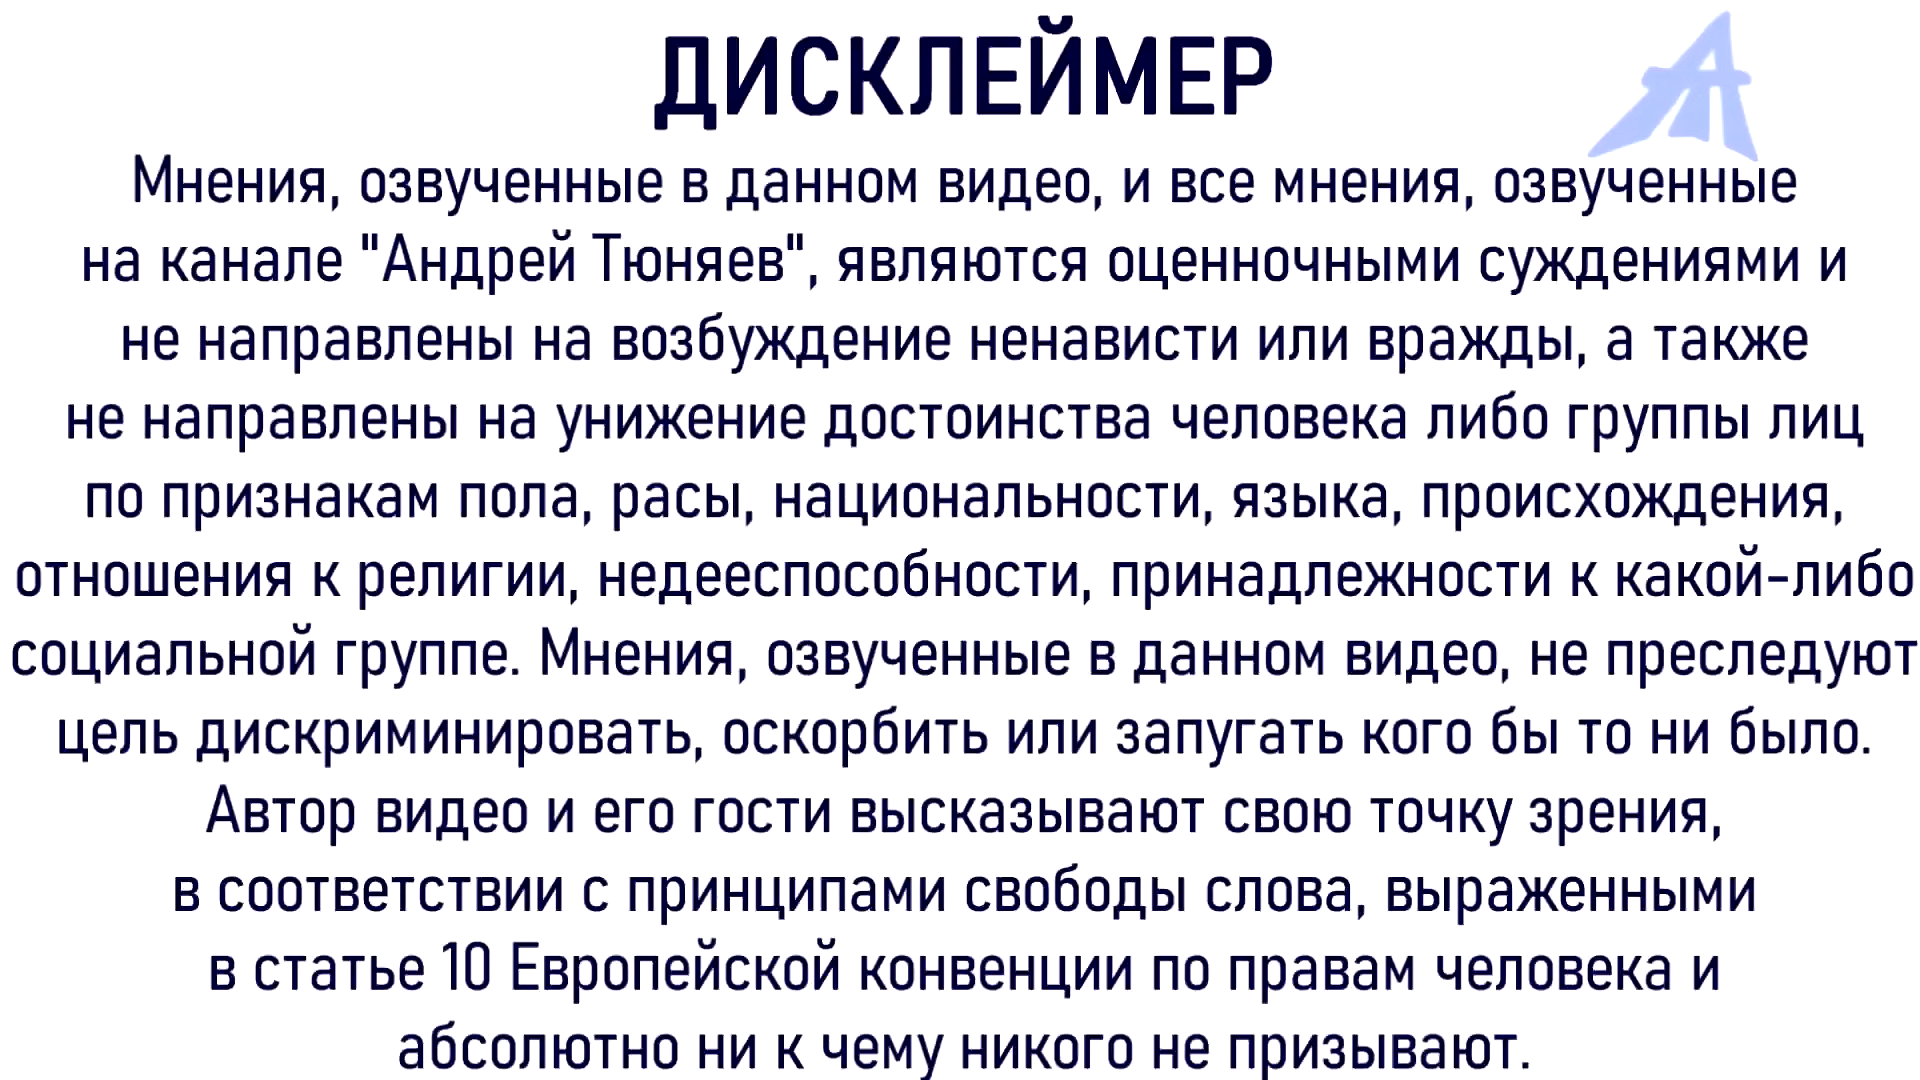 ДИСКЛЕЙМЕР
Мнения, озвученные в данном видео, и все мнения, озвученные
на канале "Андрей Тюняев", являются оценночными суждениями и
не направлены на возбуждение ненависти или вражды, а также
не направлены на унижение достоинства человека либо группы лиц
по признакам пола, расы, национальности, языка, происхождения,
отношения к религии, недееспособности, принадлежности к какой-либо
социальной группе. Мнения, озвученные в данном видео, не преследуют
цель дискриминировать, оскорбить или запугать кого бы то ни было.
Автор видео и его гости высказывают свою точку зрения,
в соответствии с принципами свободы слова, выраженными
в статье 10 Европейской конвенции по правам человека и
абсолютно ни к чему никого не призывают.